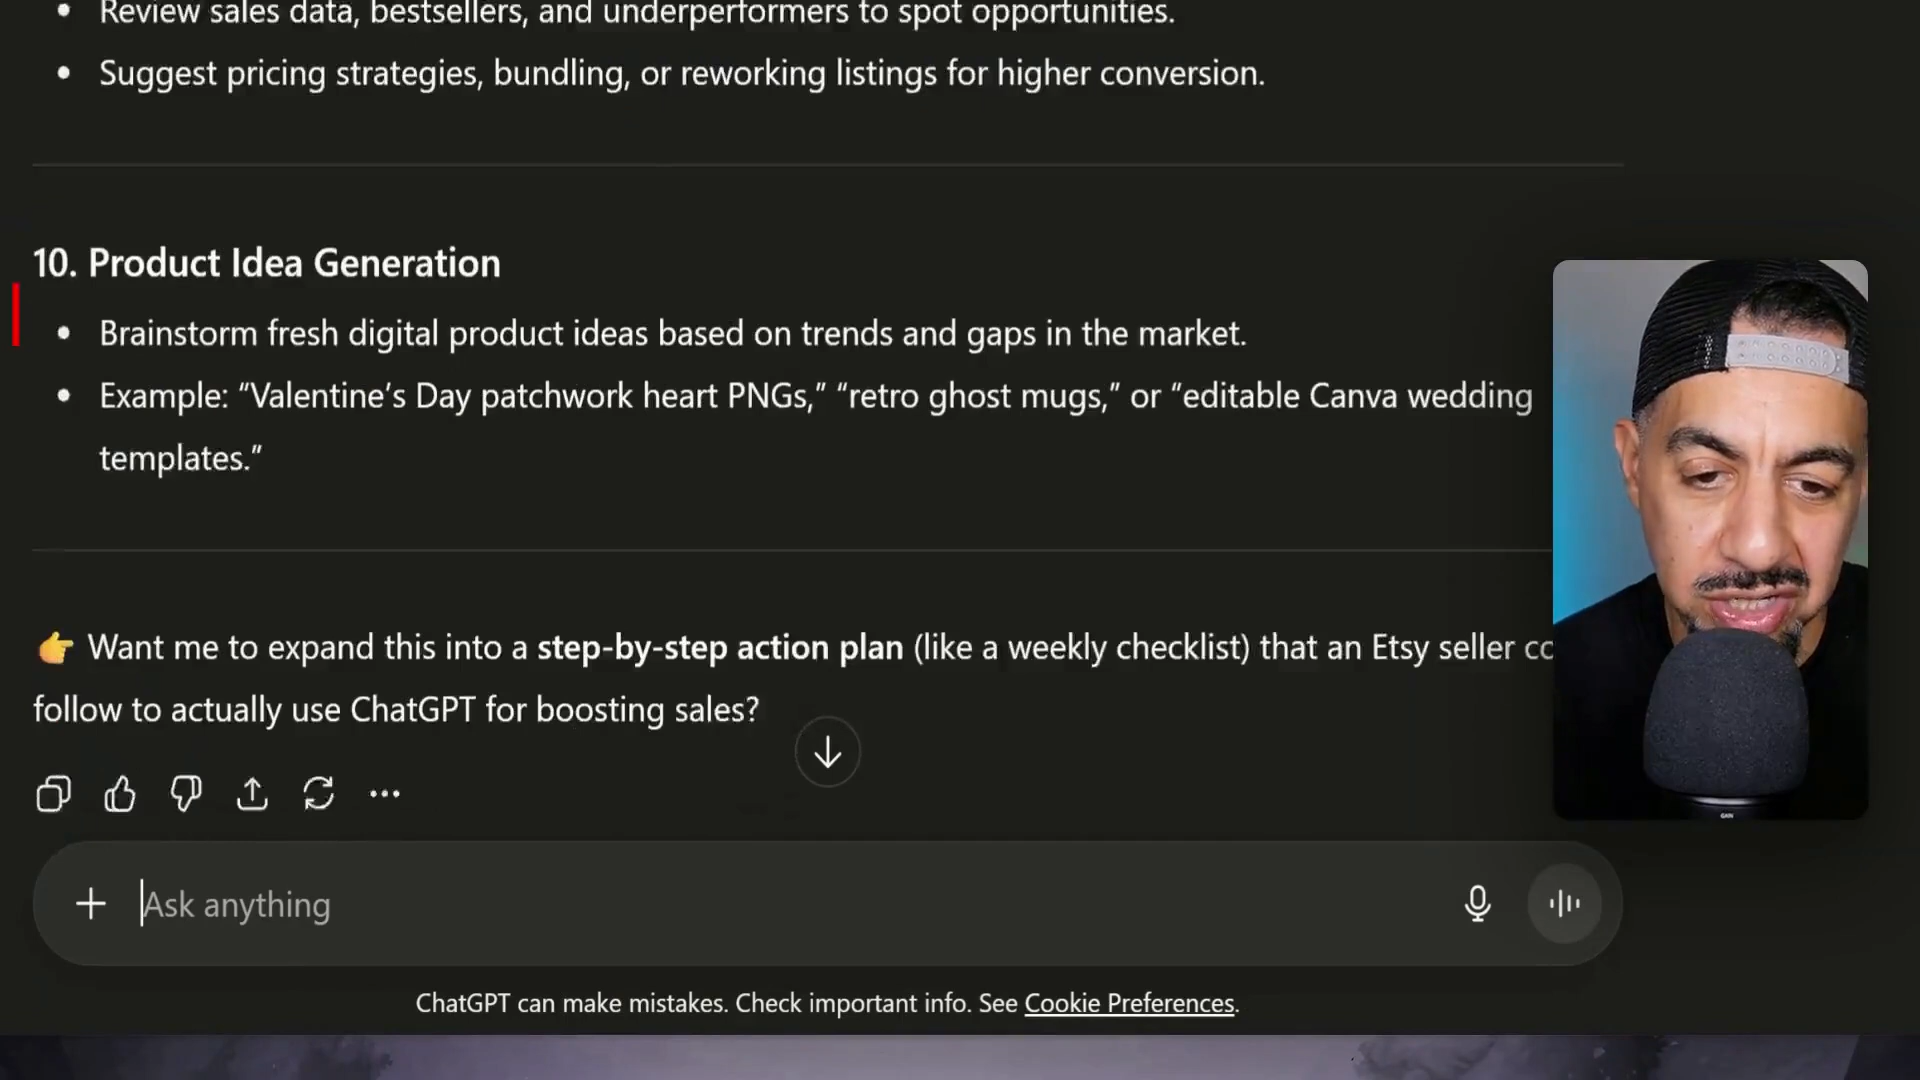 • Review sales data, bestsellers, and underperformers to spot opportunities.
• Suggest pricing strategies, bundling, or reworking listings for higher conversion.
10. Product Idea Generation
• Brainstorm fresh digital product ideas based on trends and gaps in the market.
• Example: “Valentine’s Day patchwork heart PNGs,” “retro ghost mugs,” or “editable Canva wedding
templates.”
👉 Want me to expand this into a step-by-step action plan (like a weekly checklist) that an Etsy seller co
follow to actually use ChatGPT for boosting sales?
Ask anything
ChatGPT can make mistakes. Check important info. See Cookie Preferences.
GAIN